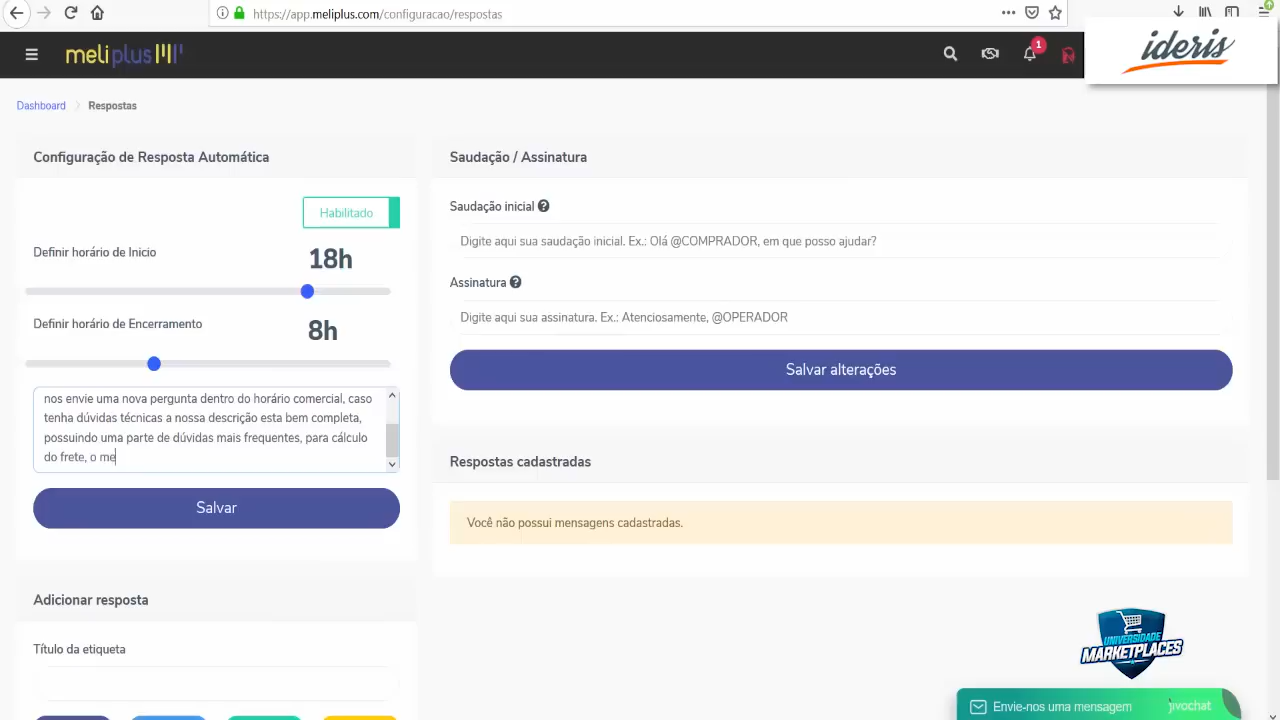 https://app.meliplus.com/configuracao/respostas
meliplus
1
ideris
Dashboard
Respostas
Configuração de Resposta Automática
Habilitado
Definir horário de Inicio
18h
Definir horário de Encerramento
8h
nos envie uma nova pergunta dentro do horário comercial, caso
tenha dúvidas técnicas a nossa descrição esta bem completa,
possuindo uma parte de dúvidas mais frequentes, para cálculo
do frete, o me
Salvar
Adicionar resposta
Título da etiqueta
Saudação / Assinatura
Saudação inicial
Digite aqui sua saudação inicial. Ex.: Olá @COMPRADOR, em que posso ajudar?
Assinatura
Digite aqui sua assinatura. Ex.: Atenciosamente, @OPERADOR
Salvar alterações
Respostas cadastradas
Você não possui mensagens cadastradas.
UNIVERSIDADE
MARKETPLACES
Envie-nos uma mensagem
jivochat